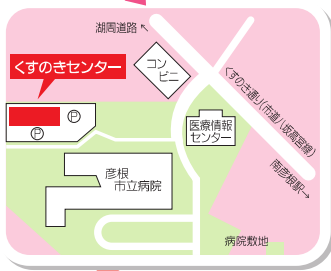 湖周道路↖
くすのきセンター
コン
ビニ
くすのき通り(市道八坂高宮線)
Ⓟ
Ⓟ
医療情報
センター
南彦根駅→
彦根
市立病院
病院敷地